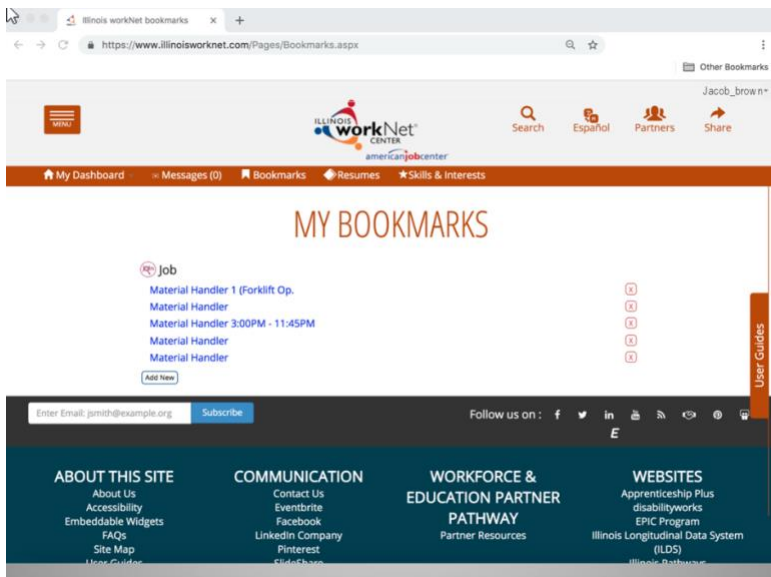 Illinois workNet bookmarks
https://www.illinoisworknet.com/Pages/Bookmarks.aspx
Other Bookmarks
Jacob_brown
MENU
ILLINOIS
workNet
CENTER
americanjobcenter
Search
Español
Partners
Share
My Dashboard
Messages (0)
Bookmarks
Resumes
Skills & Interests
MY BOOKMARKS
Job
Material Handler 1 (Forklift Op.
X
Material Handler
X
Material Handler 3:00PM - 11:45PM
X
Material Handler
X
Material Handler
X
Add New
User Guides
Enter Email: jsmith@example.org
Subscribe
Follow us on :
ABOUT THIS SITE
About Us
Accessibility
Embeddable Widgets
FAQs
Site Map
User Guides
COMMUNICATION
Contact Us
Eventbrite
Facebook
LinkedIn Company
Pinterest
SlideShare
WORKFORCE &
EDUCATION PARTNER
PATHWAY
Partner Resources
WEBSITES
Apprenticeship Plus
disabilityworks
EPIC Program
Illinois Longitudinal Data System
(ILDS)
Illinois Pathways